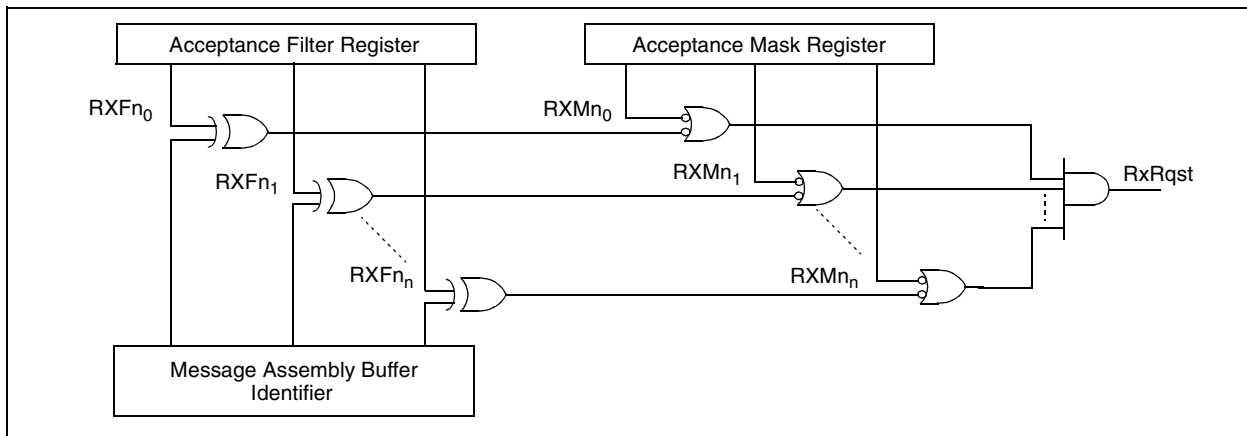 Acceptance Filter Register
Acceptance Mask Register
RXFn0
RXMn0
RXFn1
RXMn1
RxRqst
RXFnn
RXMnn
Message Assembly Buffer
Identifier